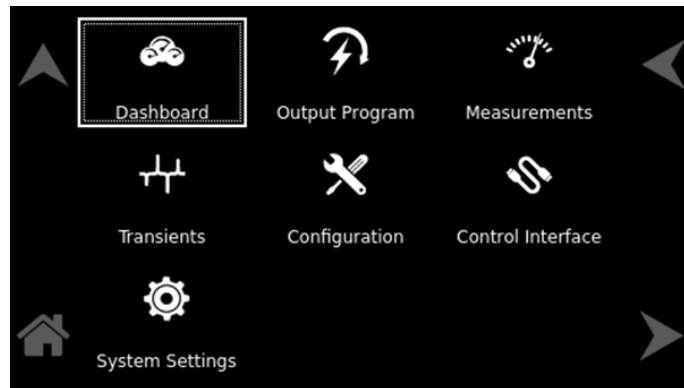 Dashboard
Output Program
Measurements
Transients
Configuration
Control Interface
System Settings